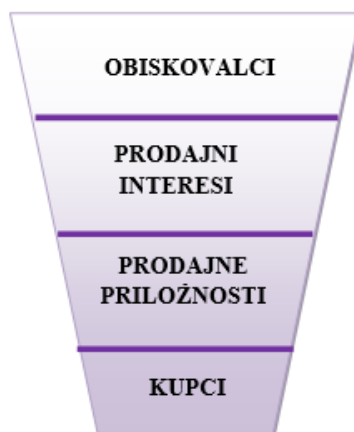 OBISKOVALCI
PRODAJNI
INTERESI
PRODAJNE
PRILOŽNOSTI
KUPCI